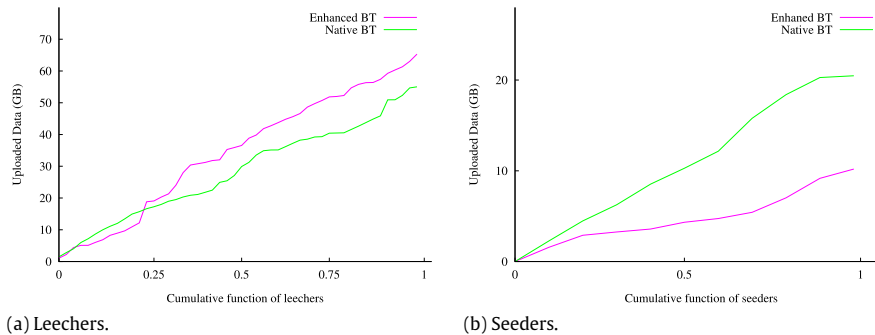 Enhanced BT
Native BT
Uploaded Data (GB)
70
60
50
40
30
20
10
0
0
0.25
0.5
0.75
1
Cumulative function of leechers
(a) Leechers.
Enhaned BT
Native BT
Uploaded Data (GB)
20
10
0
0
0.5
1
Cumulative function of seeders
(b) Seeders.